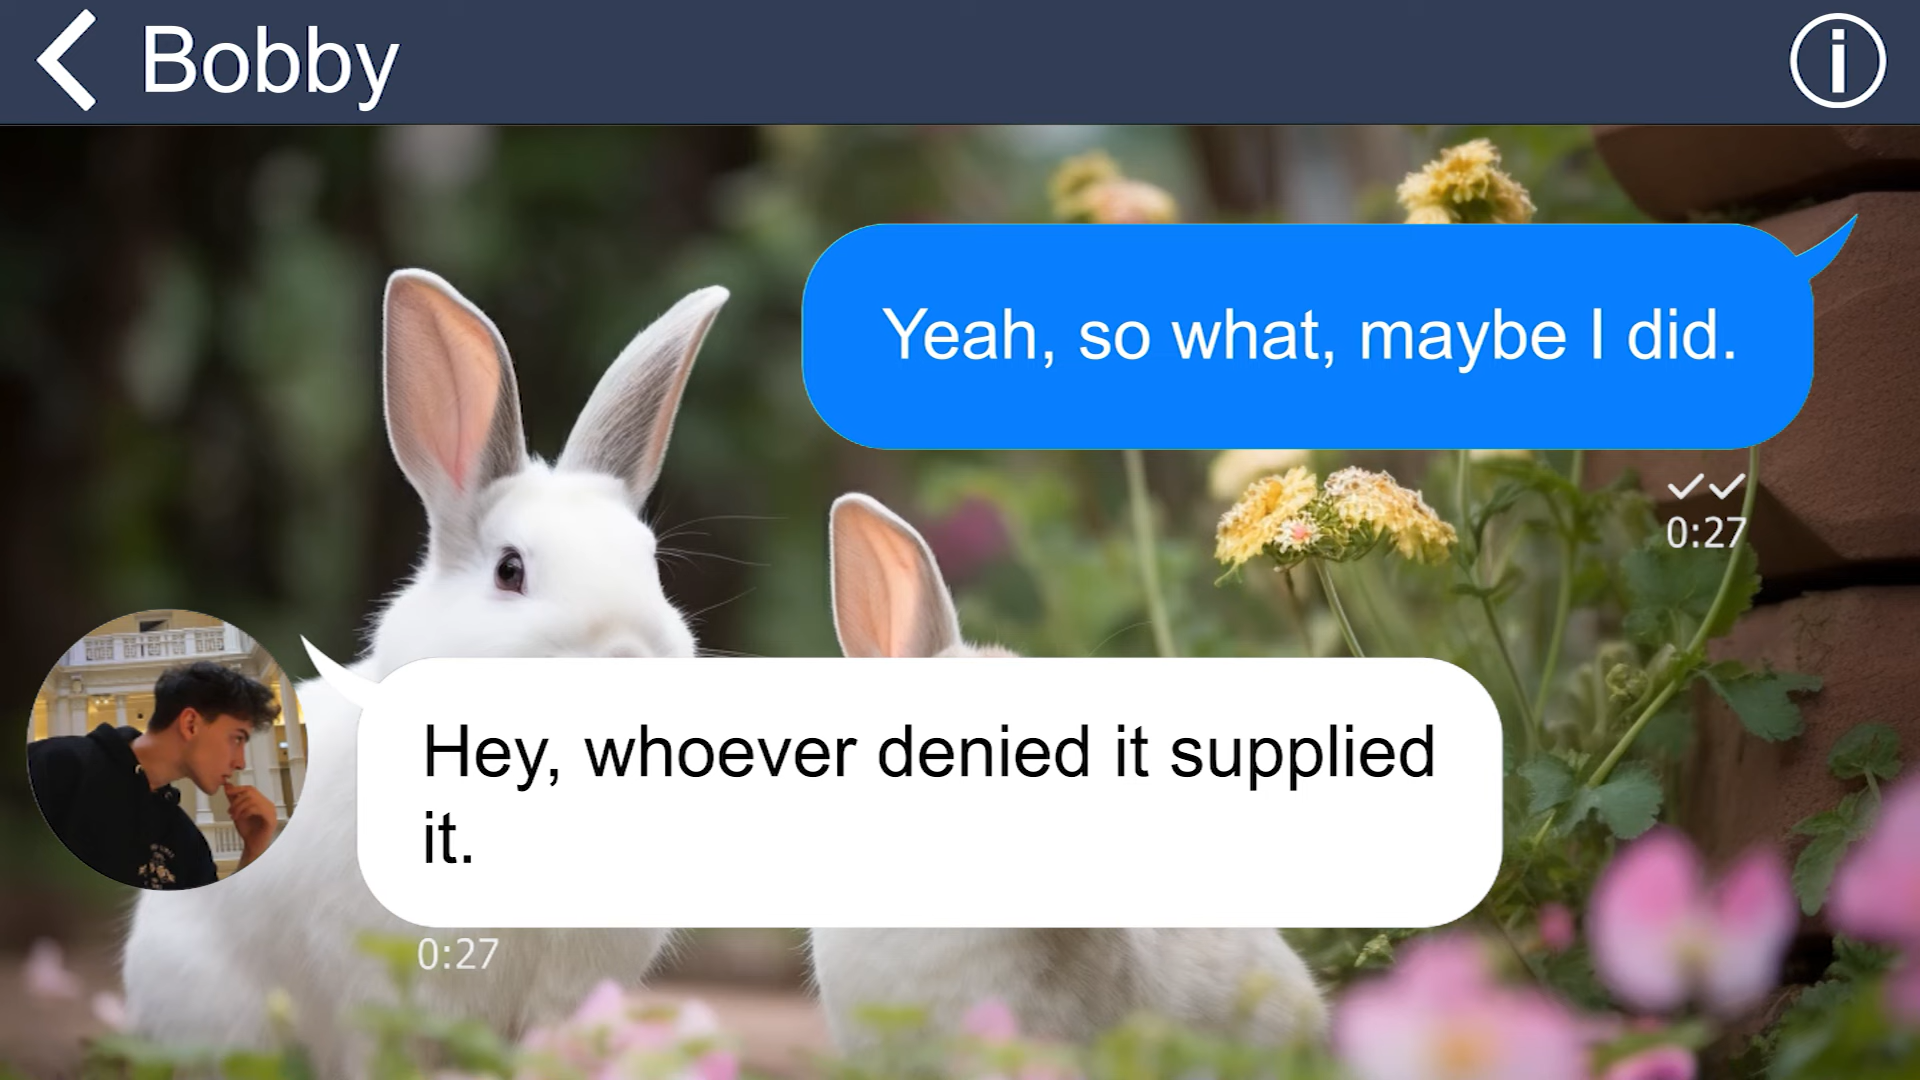 Bobby
Yeah, so what, maybe I did.
0:27
Hey, whoever denied it supplied
it.
0:27